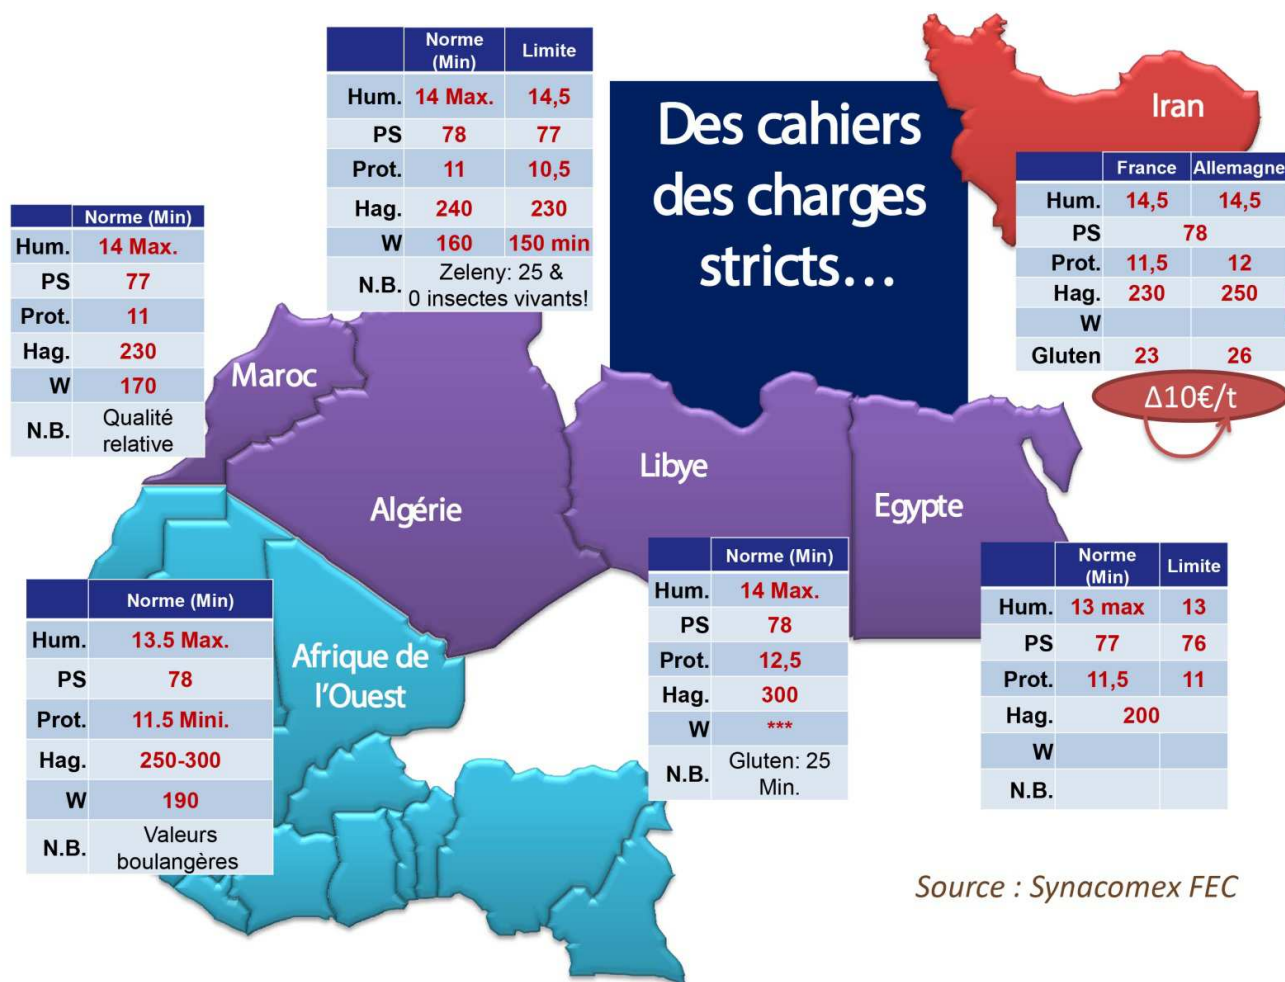 Des cahiers
des charges
stricts…
Norme
(Min) Limite
Hum. 14 Max. 14,5
PS 78 77
Prot. 11 10,5
Hag. 240 230
W 160 150 min
N.B. Zeleny: 25 &
0 insectes vivants!
Iran
France Allemagne
Hum. 14,5 14,5
PS 78
Prot. 11,5 12
Hag. 230 250
W
Gluten 23 26
Δ10€/t
Norme (Min)
Hum. 14 Max.
PS 77
Prot. 11
Hag. 230
W 170
N.B. Qualité
relative
Maroc
Algérie
Libye
Egypte
Afrique de
l'Ouest
Norme (Min)
Hum. 13.5 Max.
PS 78
Prot. 11.5 Mini.
Hag. 250-300
W 190
N.B. Valeurs
boulangères
Norme (Min)
Hum. 14 Max.
PS 78
Prot. 12,5
Hag. 300
W ***
N.B. Gluten: 25
Min.
Norme
(Min) Limite
Hum. 13 max 13
PS 77 76
Prot. 11,5 11
Hag. 200
W
N.B.
Source : Synacomex FEC